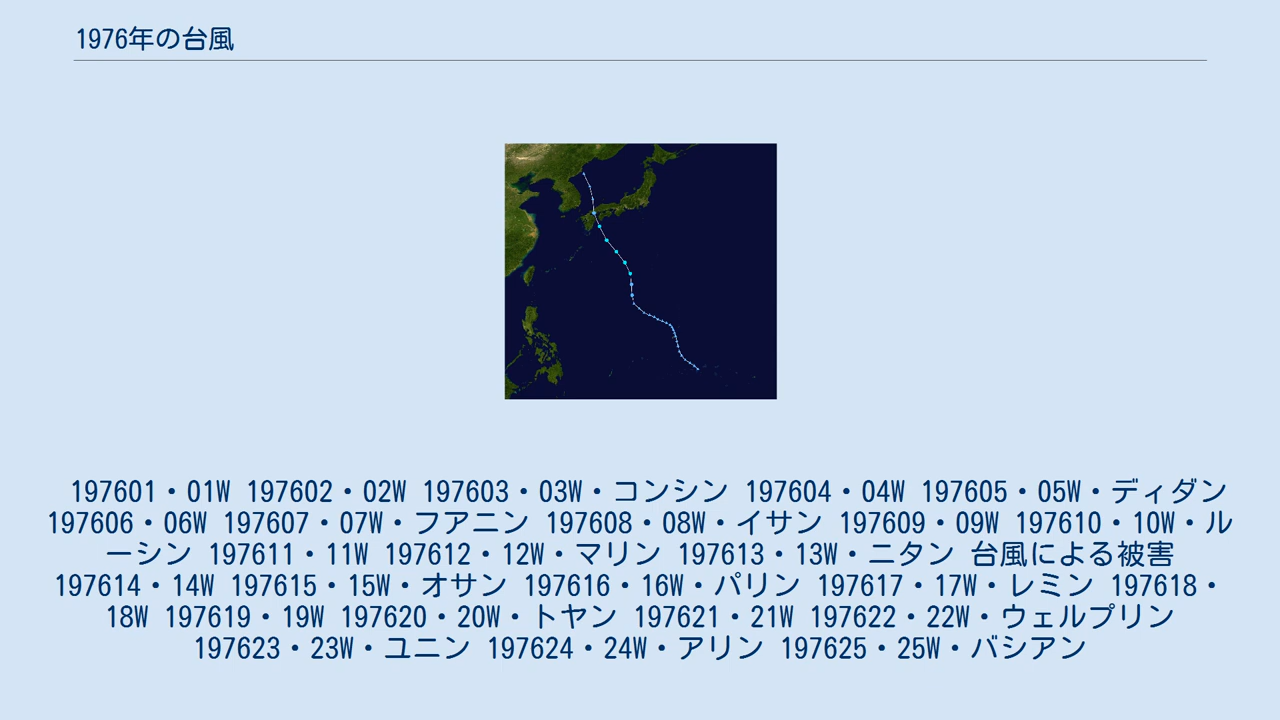 1976年の台風
197601・01W 197602・02W 197603・03W・コンシン 197604・04W 197605・05W・ディダン
197606・06W 197607・07W・フアニン 197608・08W・イサン 197609・09W 197610・10W・ル
ーシン 197611・11W 197612・12W・マリン 197613・13W・ニタン 台風による被害
197614・14W 197615・15W・オサン 197616・16W・パリン 197617・17W・レミン 197618・
18W 197619・19W 197620・20W・トヤン 197621・21W 197622・22W・ウェルプリン
197623・23W・ユニン 197624・24W・アリン 197625・25W・バシアン